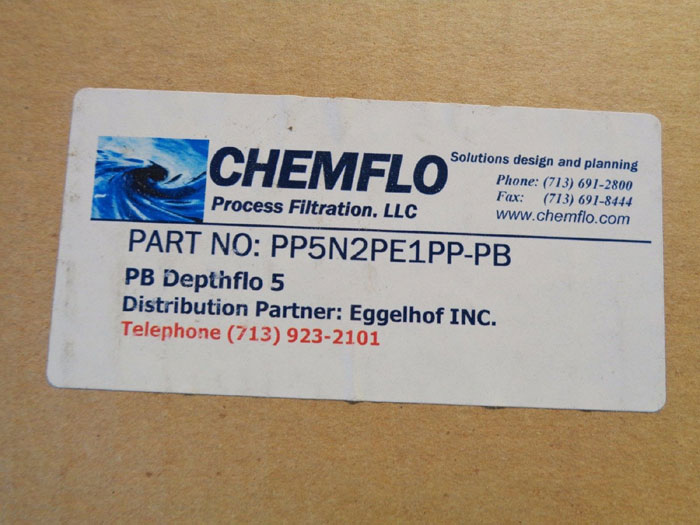 CHEMFLO
Process Filtration. LLC
Solutions design and planning
Phone: (713) 691-2800
Fax: (713) 691-8444
www.chemflo.com
PART NO: PP5N2PE1PP-PB
PB Depthflo 5
Distribution Partner: Eggelhof INC.
Telephone (713) 923-2101